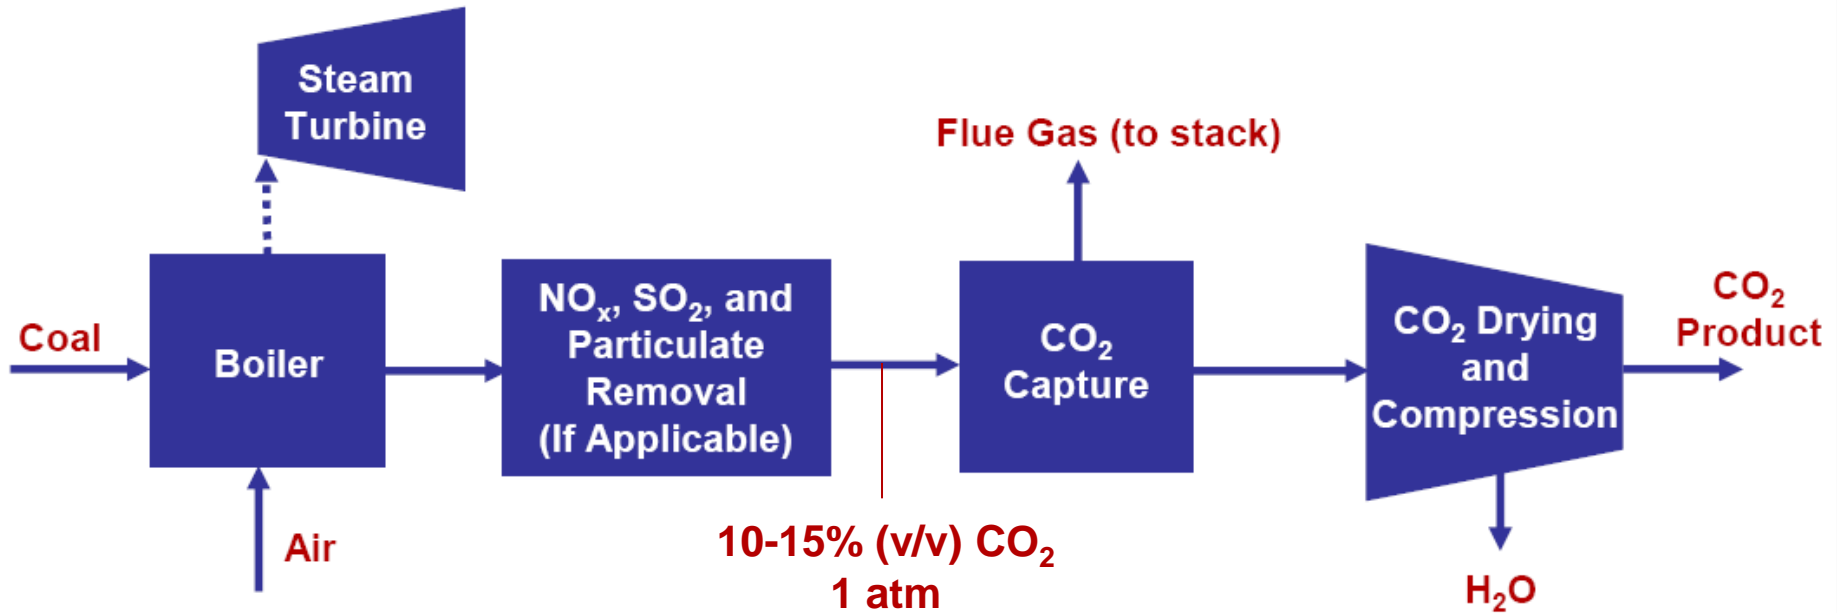 Steam
Turbine
Flue Gas (to stack)
Coal
Boiler
Air
NOₓ, SO₂, and
Particulate
Removal
(If Applicable)
10-15% (v/v) CO₂
1 atm
CO₂
Capture
CO₂ Drying
and
Compression
CO₂
Product
H₂O